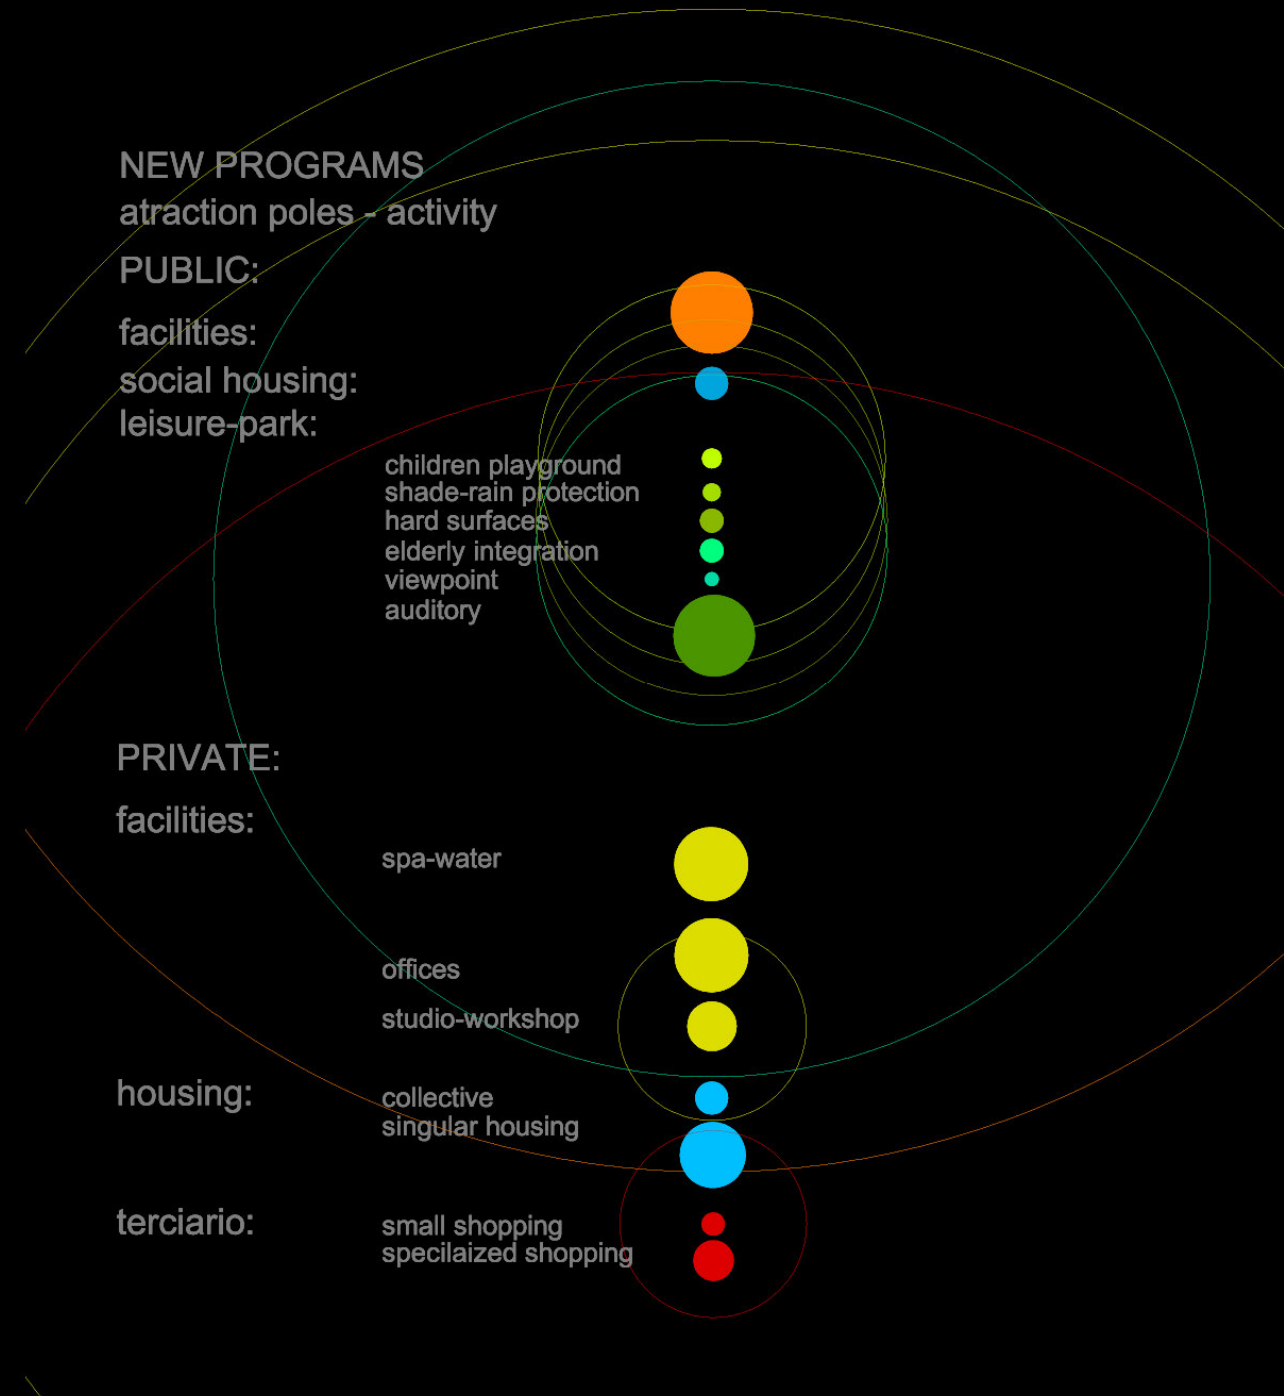 NEW PROGRAMS
atraction poles - activity
PUBLIC:
facilities:
social housing:
leisure-park:
children playground
shade-rain protection
hard surfaces
elderly integration
viewpoint
auditory
PRIVATE:
facilities:
spa-water
offices
studio-workshop
housing:
collective
singular housing
terciario:
small shopping
specilaized shopping